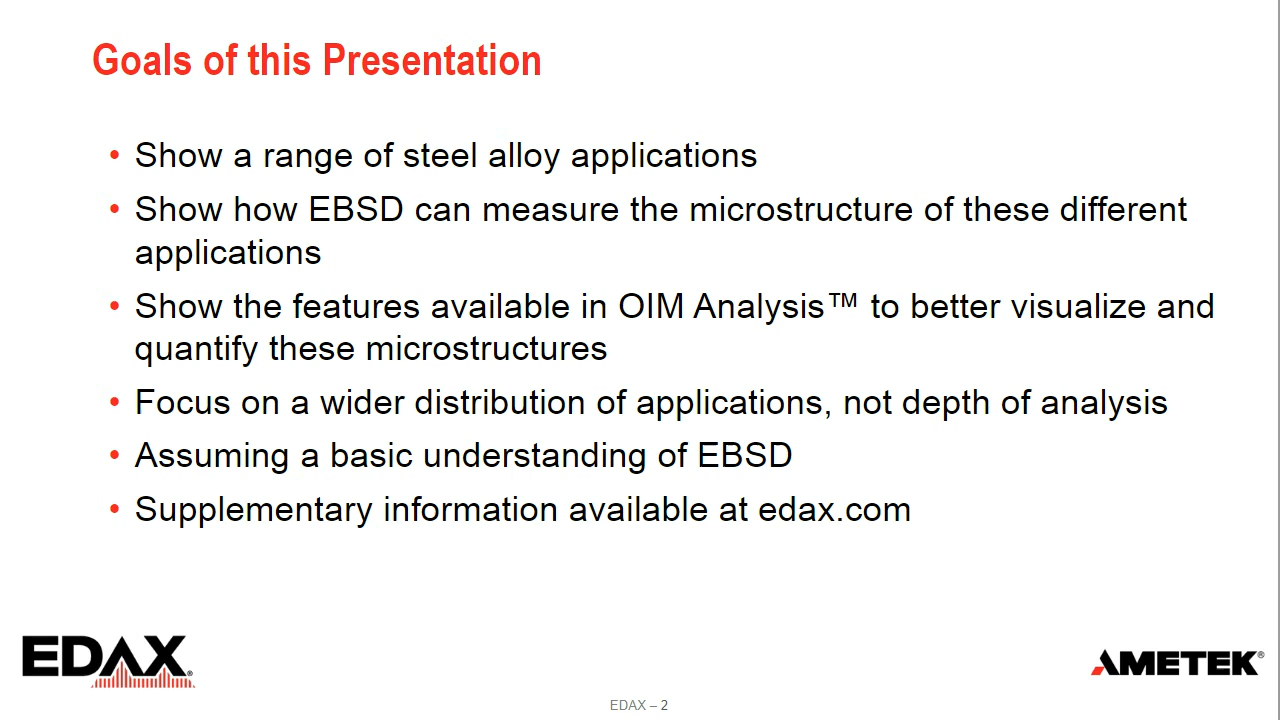 Goals of this Presentation
• Show a range of steel alloy applications
• Show how EBSD can measure the microstructure of these different
applications
• Show the features available in OIM Analysis™ to better visualize and
quantify these microstructures
• Focus on a wider distribution of applications, not depth of analysis
• Assuming a basic understanding of EBSD
• Supplementary information available at edax.com
EDAX®
AMETEK®
EDAX – 2